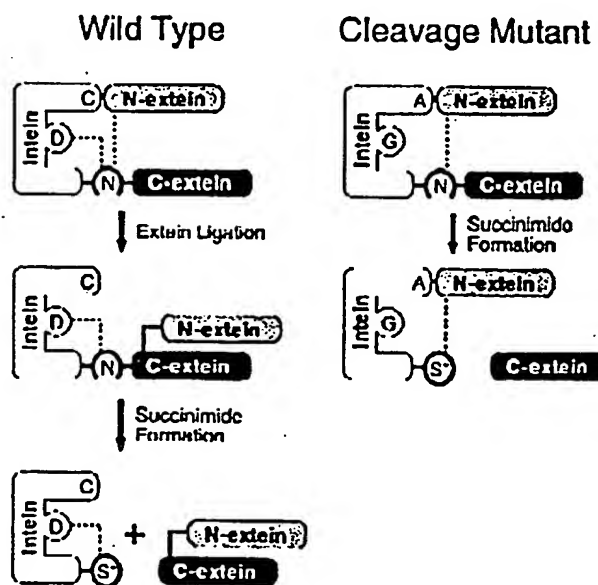 Wild Type
C
N-extein
Intein
D
N
C-extein
Extein Ligation
C
Intein
D
N-extein
N
C-extein
Succinimide
Formation
C
Intein
D
S*
+
N-extein
C-extein
Cleavage Mutant
A
N-extein
Intein
G
N
C-extein
Succinimide
Formation
A
N-extein
Intein
G
S*
C-extein